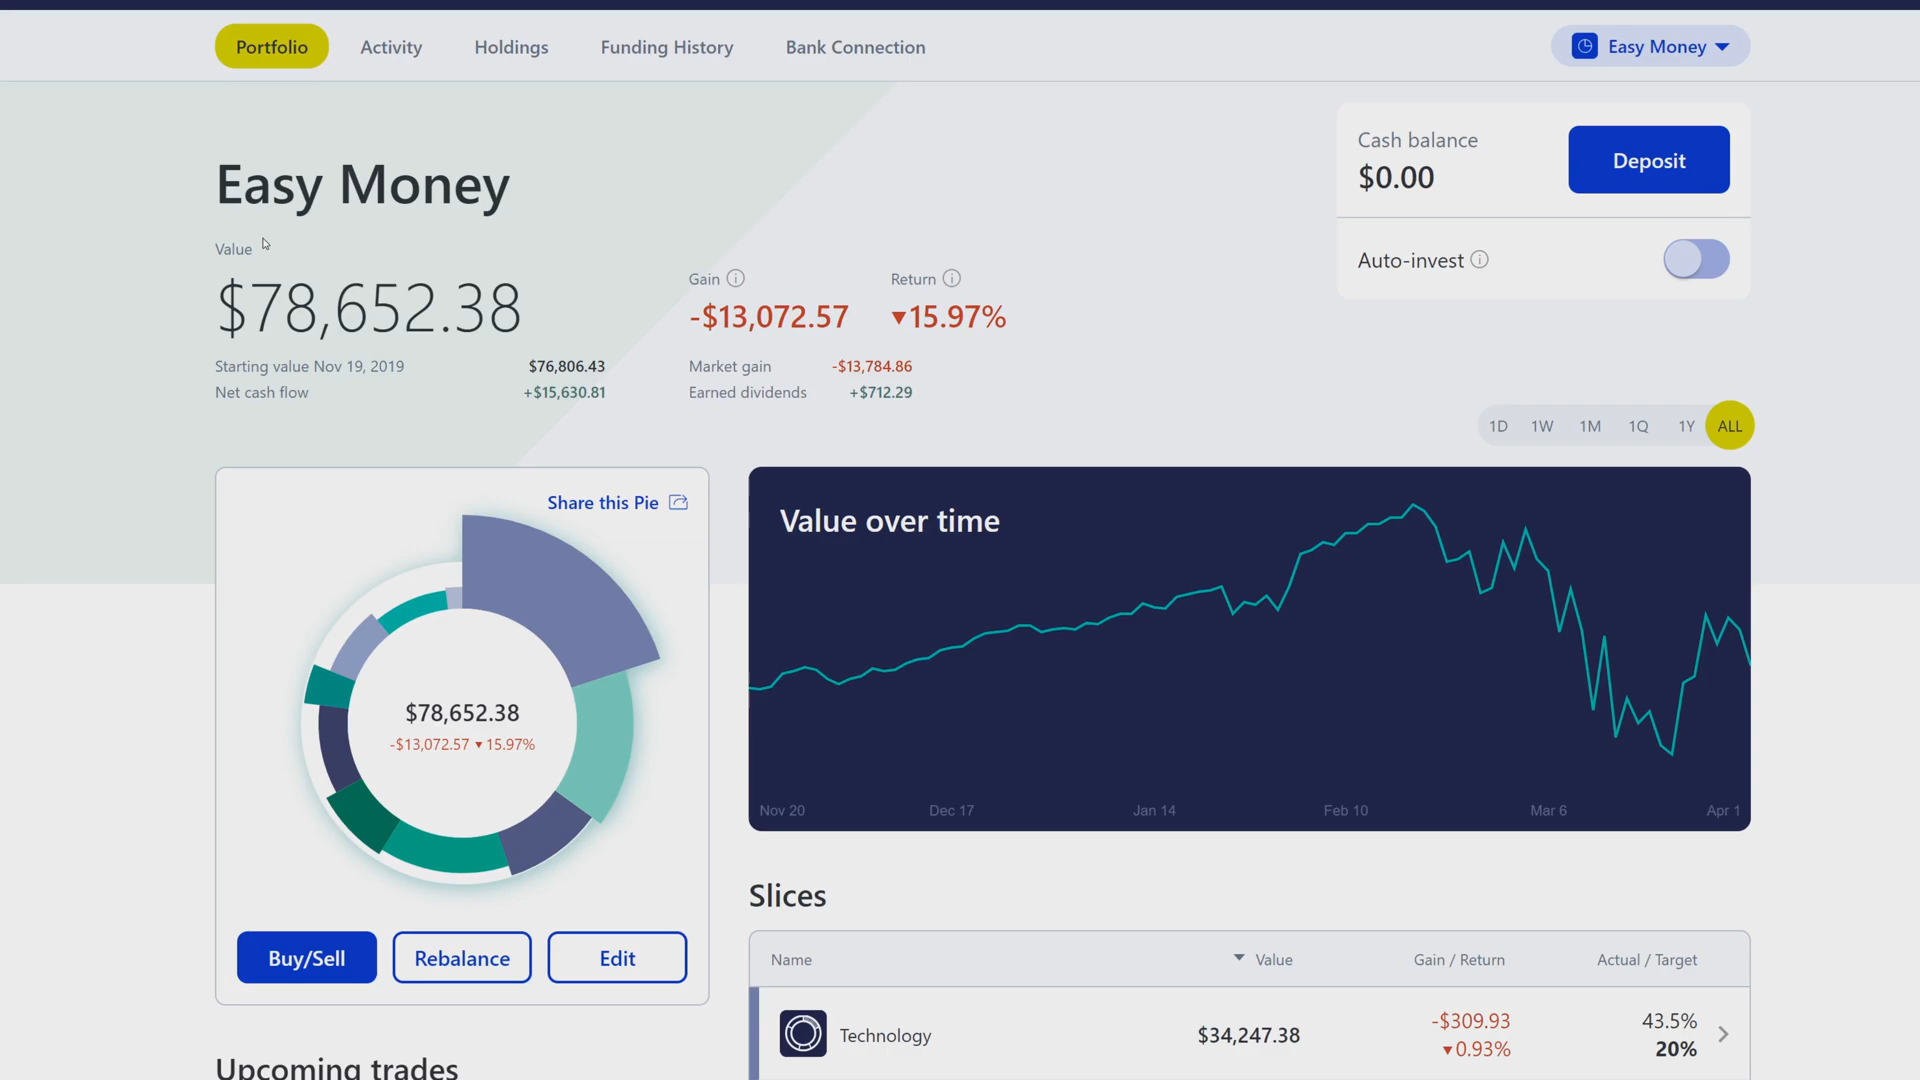 Portfolio Activity Holdings Funding History Bank Connection Easy Money
Easy Money
Cash balance
$0.00
Deposit
Auto-invest
Value
$78,652.38
Gain Return
-$13,072.57 ▼15.97%
Starting value Nov 19, 2019 $76,806.43
Net cash flow +$15,630.81
Market gain -$13,784.86
Earned dividends +$712.29
1D 1W 1M 1Q 1Y ALL
Share this Pie
$78,652.38
-$13,072.57 ▼15.97%
Buy/Sell Rebalance Edit
Upcoming trades
Value over time
Nov 20 Dec 17 Jan 14 Feb 10 Mar 6 Apr 1
Slices
Name ▼ Value Gain / Return Actual / Target
Technology $34,247.38 -$309.93 43.5%
▼0.93% 20%